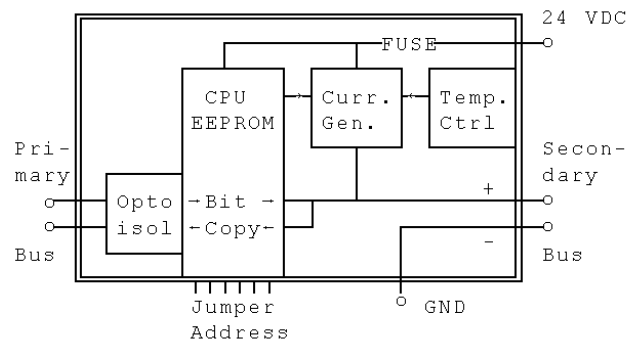 24 VDC
FUSE
CPU
EEPROM
Curr.
Gen.
Temp.
Ctrl
Pri-
mary
Bus
Opto
isol
→Bit →
←Copy←
+
-
Secon-
dary
Bus
GND
Jumper
Address